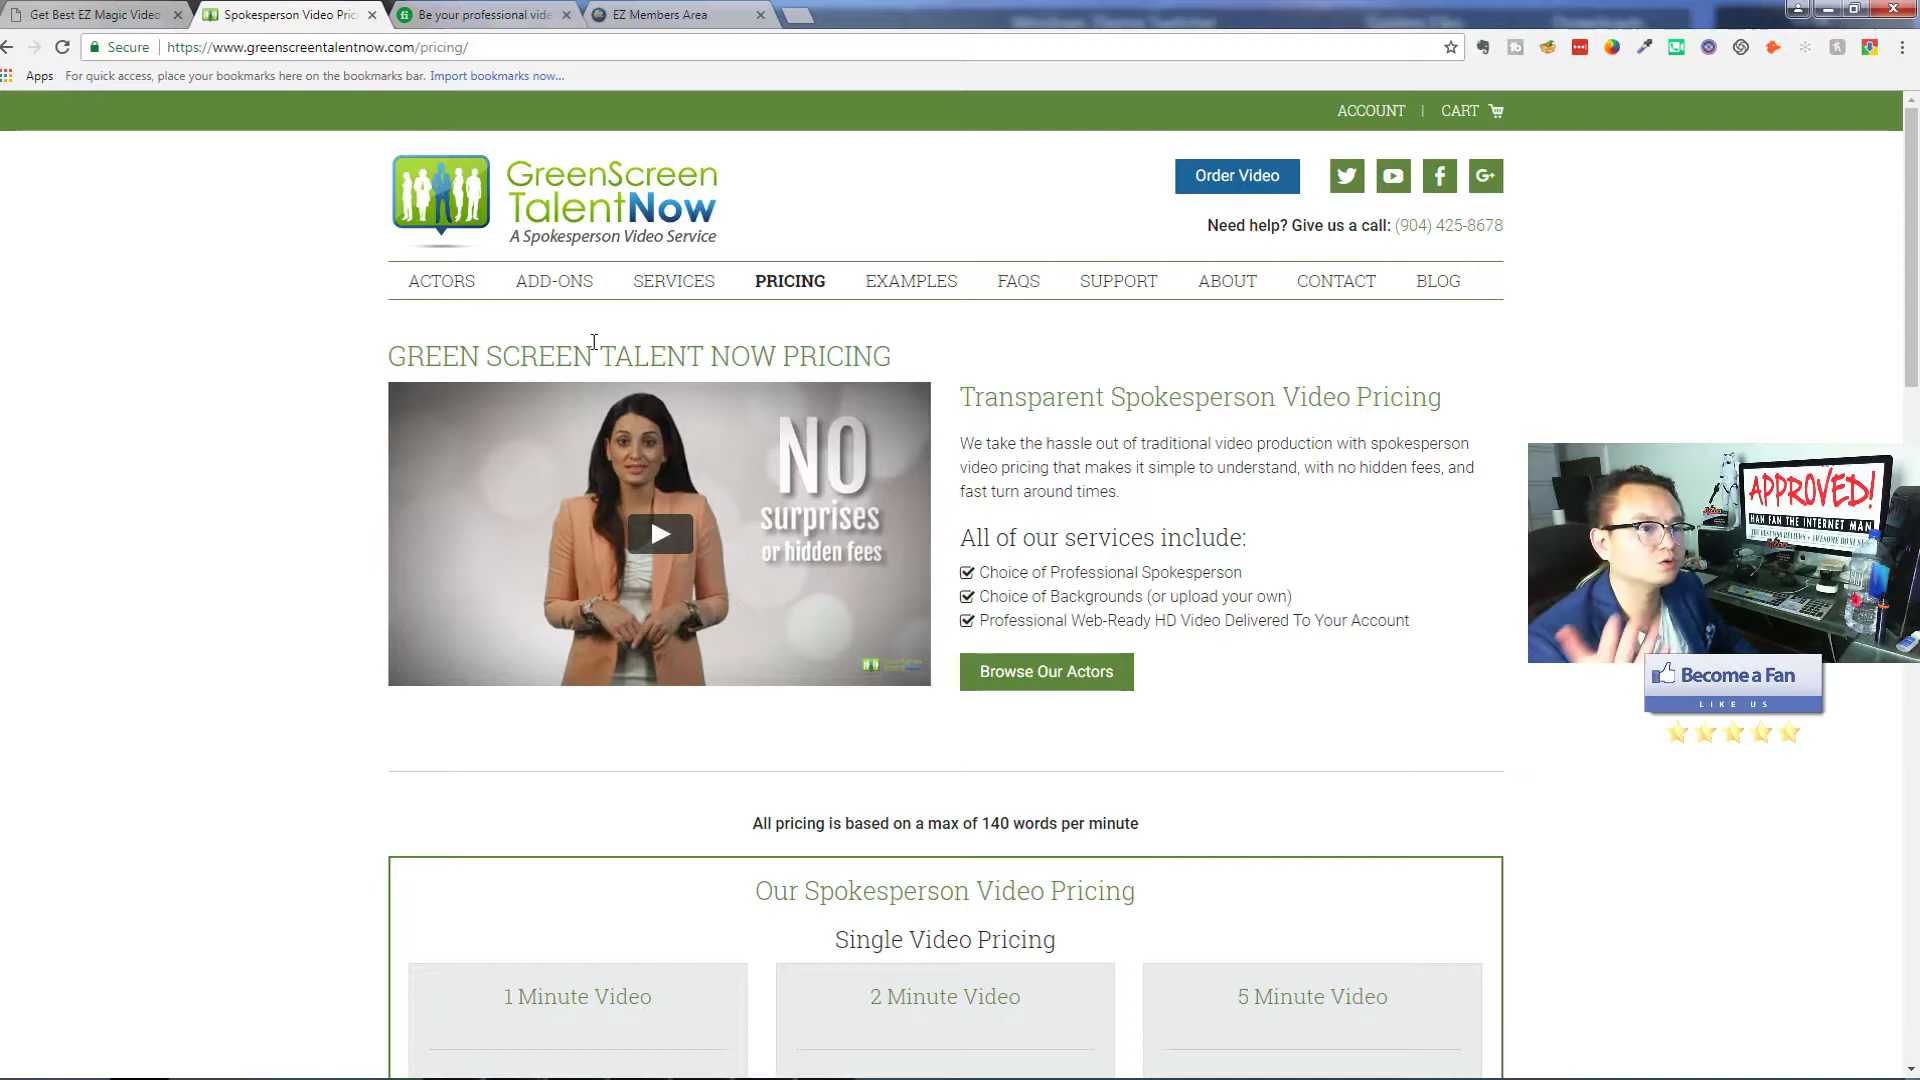 Get Best EZ Magic Video
Spokesperson Video Pric
Be your professional vide
EZ Members Area
Secure
https://www.greenscreentalentnow.com/pricing/
Apps
For quick access, place your bookmarks here on the bookmarks bar. Import bookmarks now...
ACCOUNT | CART
GreenScreen
TalentNow
A Spokesperson Video Service
Order Video
Need help? Give us a call: (904) 425-8678
ACTORS ADD-ONS SERVICES PRICING EXAMPLES FAQS SUPPORT ABOUT CONTACT BLOG
GREEN SCREEN TALENT NOW PRICING
NO
surprises
or hidden fees
Transparent Spokesperson Video Pricing
We take the hassle out of traditional video production with spokesperson
video pricing that makes it simple to understand, with no hidden fees, and
fast turn around times.
All of our services include:
Choice of Professional Spokesperson
Choice of Backgrounds (or upload your own)
Professional Web-Ready HD Video Delivered To Your Account
Browse Our Actors
APPROVED!
HAN FAN THE INTERNET MAN
Become a Fan
LIKE US
All pricing is based on a max of 140 words per minute
Our Spokesperson Video Pricing
Single Video Pricing
1 Minute Video
2 Minute Video
5 Minute Video